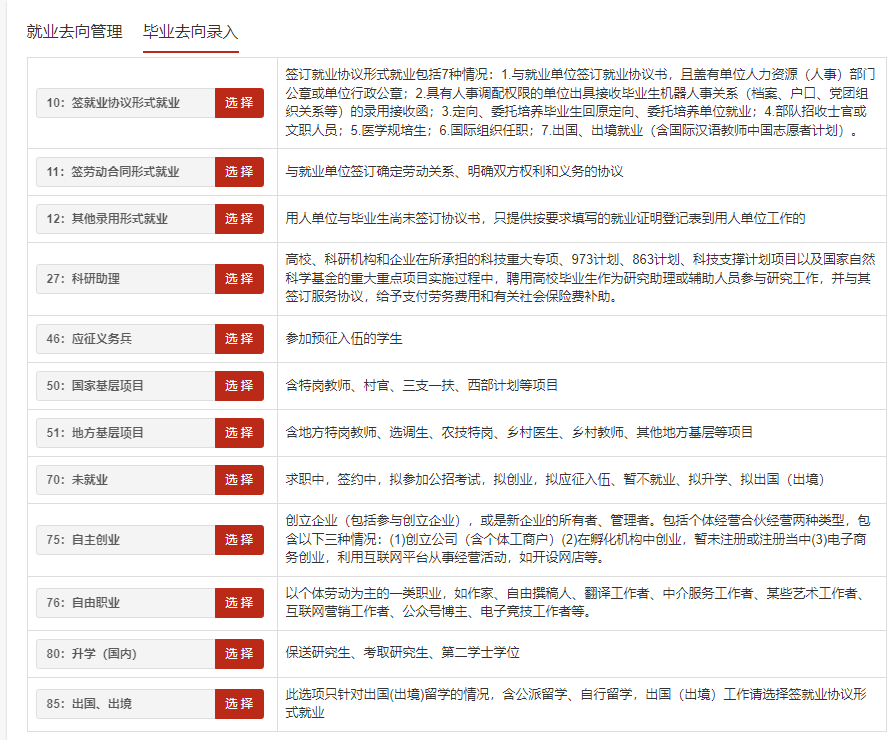 就业去向管理 毕业去向录入
10：签就业协议形式就业 选 择
签订就业协议形式就业包括7种情况：1.与就业单位签订就业协议书，且盖有单位人力资源（人事）部门
公章或单位行政公章；2.具有人事调配权限的单位出具接收毕业生机器人事关系（档案、户口、党团组
织关系等）的录用接收函；3.定向、委托培养毕业生回原定向、委托培养单位就业；4.部队招收士官或
文职人员；5.医学规培生；6.国际组织任职；7.出国、出境就业（含国际汉语教师中国志愿者计划）。
11：签劳动合同形式就业 选 择
与就业单位签订确定劳动关系、明确双方权利和义务的协议
12：其他录用形式就业 选 择
用人单位与毕业生尚未签订协议书，只提供按要求填写的就业证明登记表到用人单位工作的
27：科研助理 选 择
高校、科研机构和企业在所承担的科技重大专项、973计划、863计划、科技支撑计划项目以及国家自然
科学基金的重大重点项目实施过程中，聘用高校毕业生作为研究助理或辅助人员参与研究工作，并与其
签订服务协议，给予支付劳务费用和有关社会保险费补助。
46：应征义务兵 选 择
参加预征入伍的学生
50：国家基层项目 选 择
含特岗教师、村官、三支一扶、西部计划等项目
51：地方基层项目 选 择
含地方特岗教师、选调生、农技特岗、乡村医生、乡村教师、其他地方基层等项目
70：未就业 选 择
求职中，签约中，拟参加公招考试，拟创业，拟应征入伍、暂不就业、拟升学、拟出国（出境）
75：自主创业 选 择
创立企业（包括参与创立企业），或是新企业的所有者、管理者。包括个体经营合伙经营两种类型，包
含以下三种情况：(1)创立公司（含个体工商户）(2)在孵化机构中创业，暂未注册或注册当中(3)电子商
务创业，利用互联网平台从事经营活动，如开设网店等。
76：自由职业 选 择
以个体劳动为主的一类职业，如作家、自由撰稿人、翻译工作者、中介服务工作者、某些艺术工作者、
互联网营销工作者、公众号博主、电子竞技工作者等。
80：升学（国内） 选 择
保送研究生、考取研究生、第二学士学位
85：出国、出境 选 择
此选项只针对出国(出境)留学的情况，含公派留学、自行留学，出国（出境）工作请选择签就业协议形
式就业